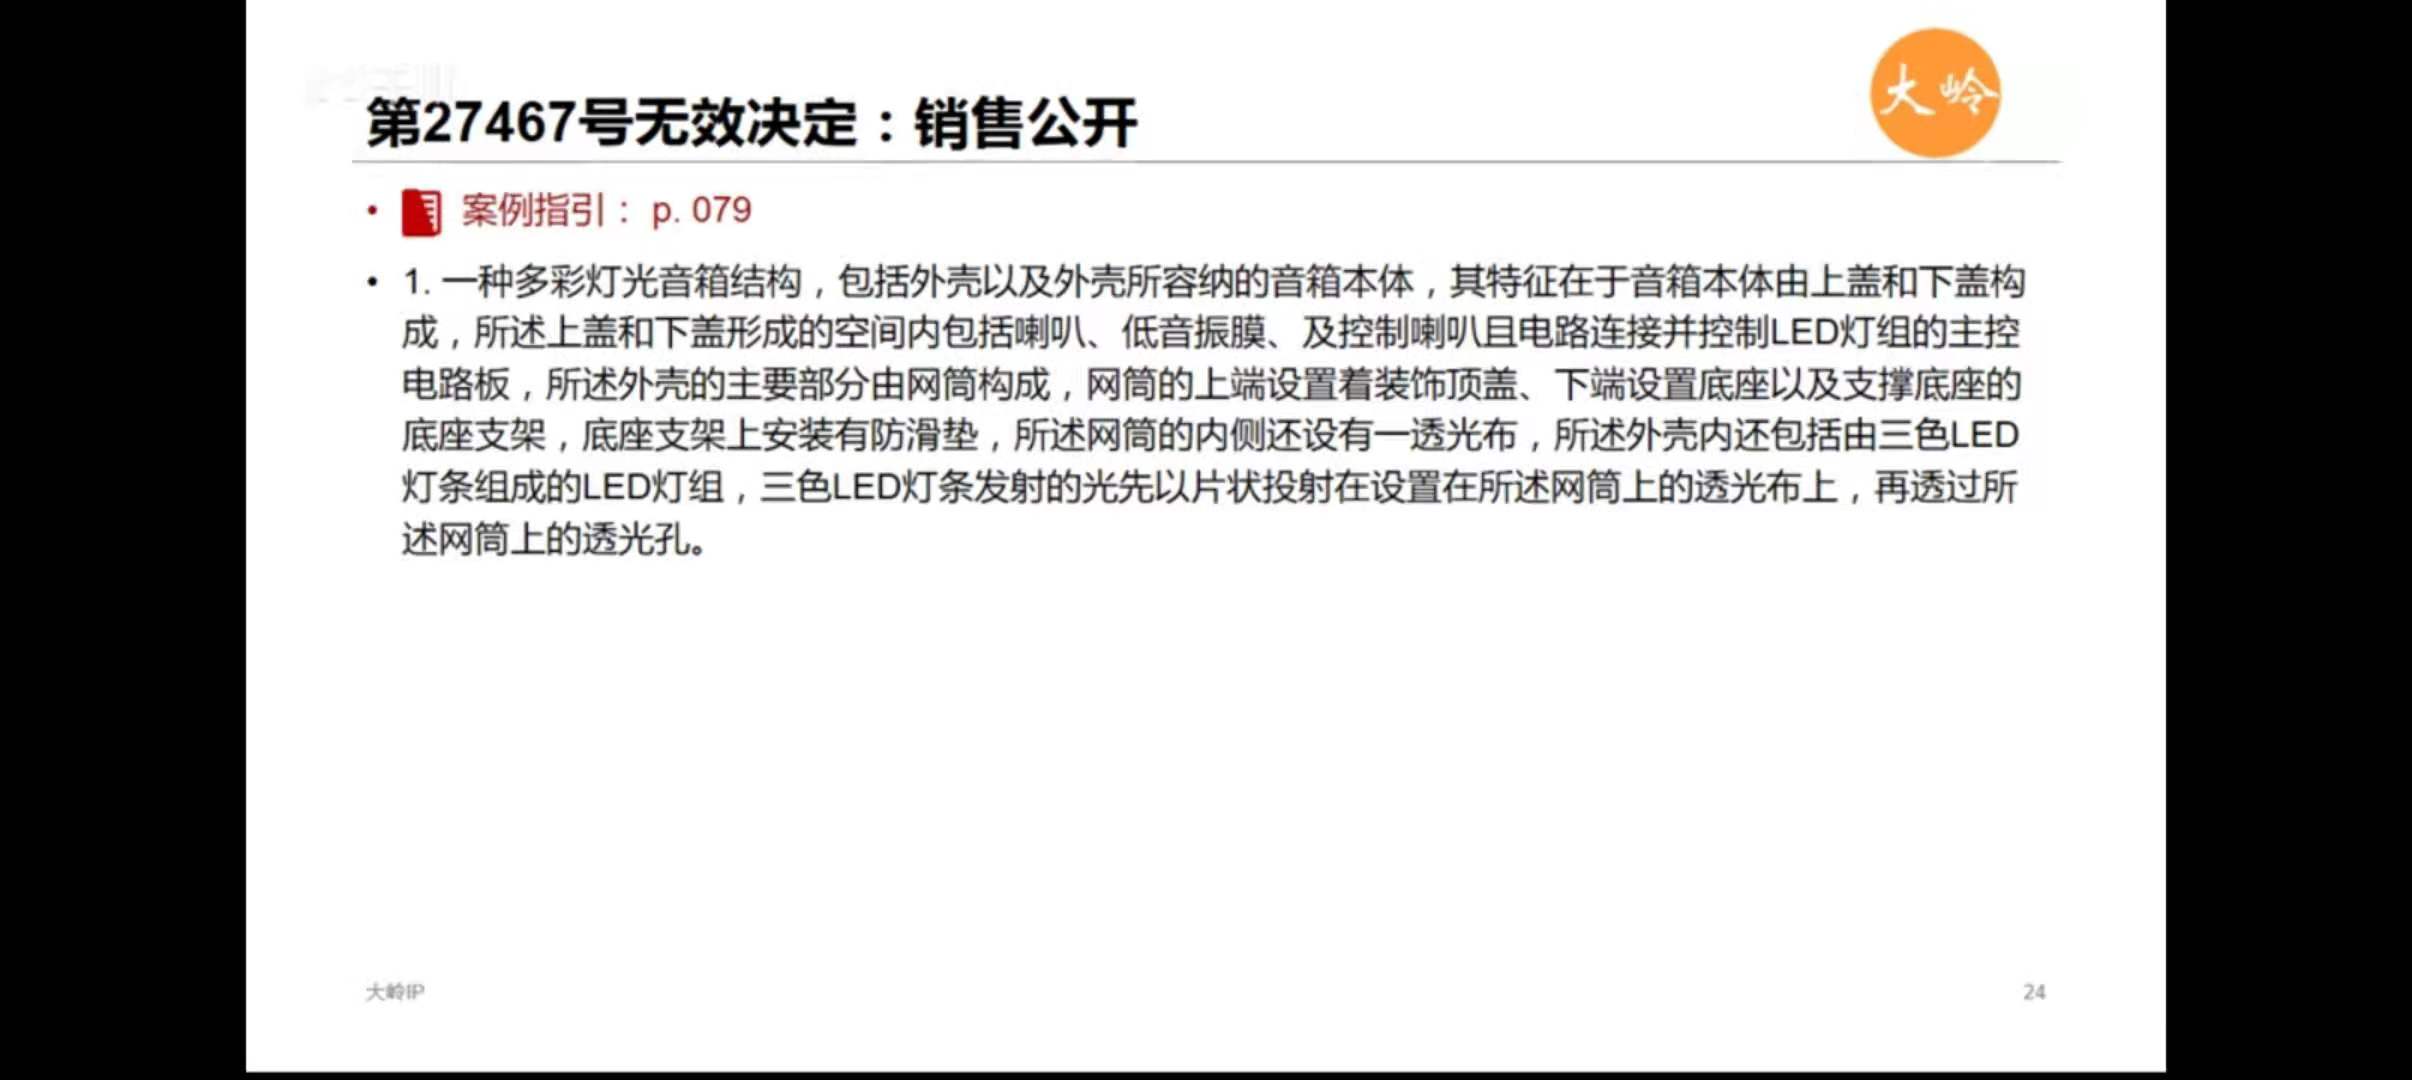 大岭
第27467号无效决定：销售公开
• 案例指引： p. 079
• 1. 一种多彩灯光音箱结构，包括外壳以及外壳所容纳的音箱本体，其特征在于音箱本体由上盖和下盖构
成，所述上盖和下盖形成的空间内包括喇叭、低音振膜、及控制喇叭且电路连接并控制LED灯组的主控
电路板，所述外壳的主要部分由网筒构成，网筒的上端设置着装饰顶盖、下端设置底座以及支撑底座的
底座支架，底座支架上安装有防滑垫，所述网筒的内侧还设有一透光布，所述外壳内还包括由三色LED
灯条组成的LED灯组，三色LED灯条发射的光先以片状投射在设置在所述网筒上的透光布上，再透过所
述网筒上的透光孔。
大岭IP
24